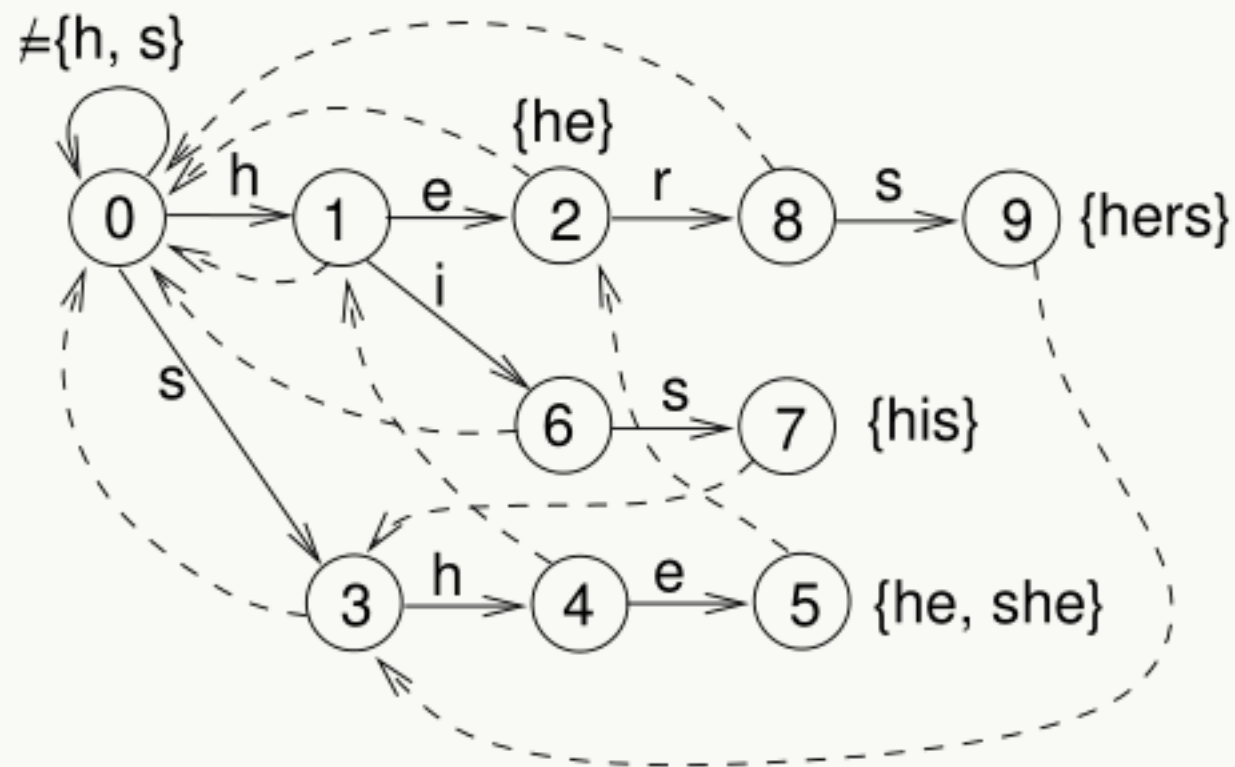 ≠{h, s}
{he}
0 h 1 e 2 r 8 s 9 {hers}
i
s 6 s 7 {his}
3 h 4 e 5 {he, she}